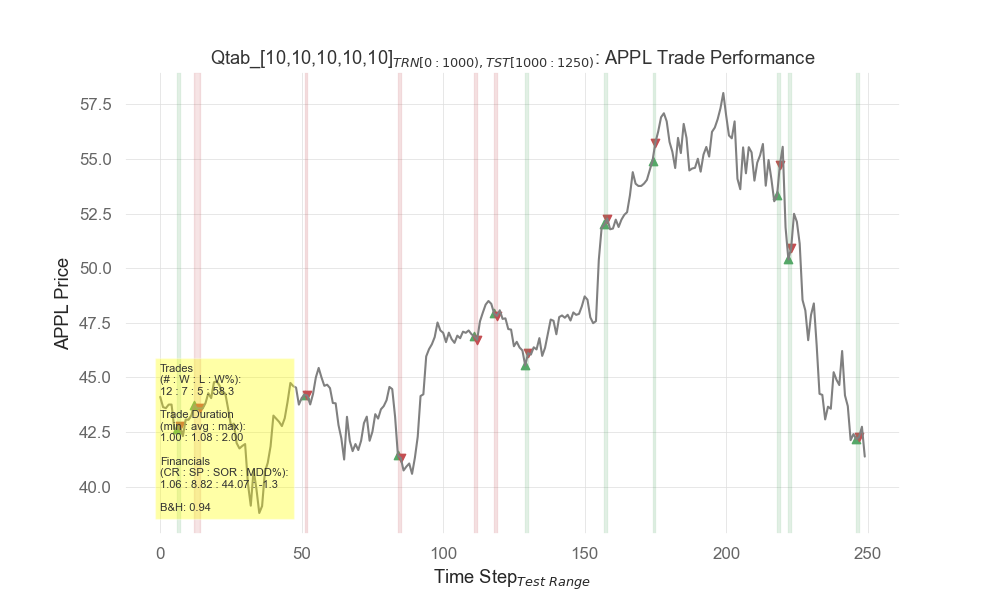 Qtab_[10,10,10,10,10]TRN[0 : 1000), TST[1000 : 1250) : APPL Trade Performance
APPL Price
57.5
55.0
52.5
50.0
47.5
45.0
42.5
40.0
Trades
(# : W : L : W%):
12 : 7 : 5 : 58.3
Trade Duration
(min : avg : max):
1.00 : 1.08 : 2.00
Financials
(CR : SP : SOR : MDD%):
1.06 : 8.82 : 44.07 : -1.3
B&H: 0.94
0 50 100 150 200 250
Time Step Test Range